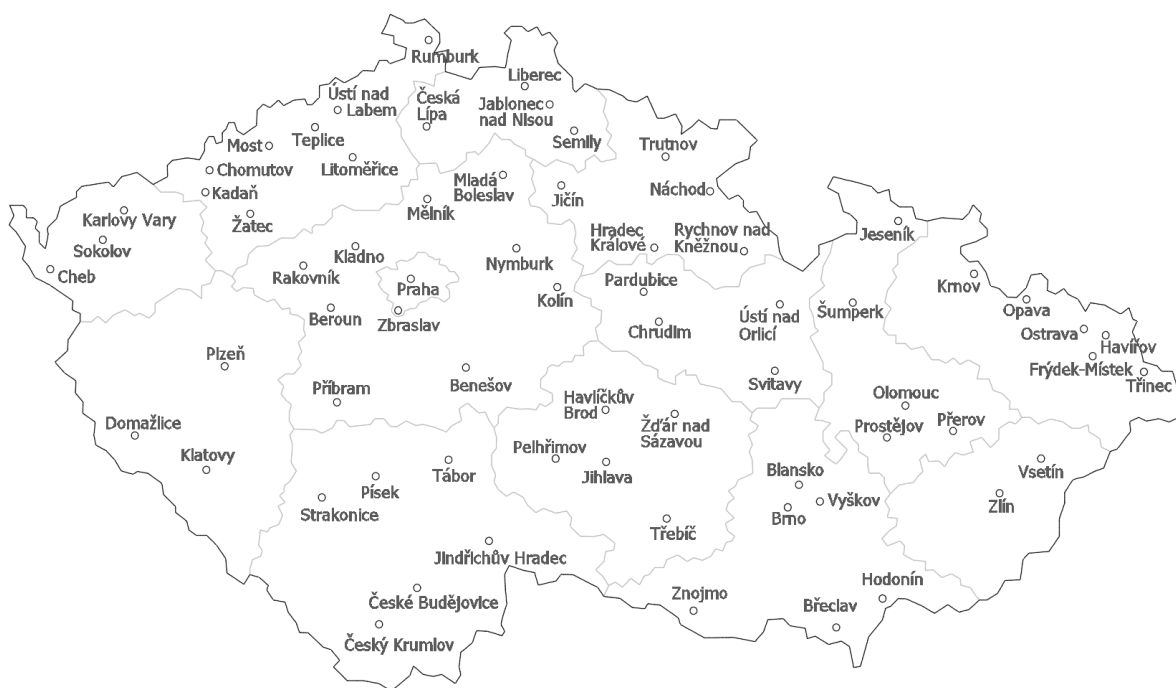 Rumburk
Liberec
Ústí nad
Labem
Česká
Lípa
Jablonec
nad Nisou
Teplice
Semily
Most
Trutnov
Litoměřice
Chomutov
Mladá
Boleslav
Kadaň
Jičín
Náchod
Mělník
Karlovy Vary
Žatec
Hradec
Králové
Rychnov nad
Kněžnou
Jeseník
Sokolov
Kladno
Nymburk
Cheb
Rakovník
Praha
Kolín
Pardubice
Krnov
Beroun
Zbraslav
Chrudim
Ústí nad
Orlicí
Šumperk
Opava
Ostrava
Havířov
Plzeň
Frýdek-Místek
Třinec
Příbram
Benešov
Svitavy
Havlíčkův
Brod
Olomouc
Domažlice
Žďár nad
Sázavou
Prostějov
Přerov
Klatovy
Pelhřimov
Tábor
Jihlava
Blansko
Vsetín
Písek
Strakonice
Vyškov
Brno
Zlín
Třebíč
Jindřichův Hradec
Hodonín
České Budějovice
Znojmo
Břeclav
Český Krumlov